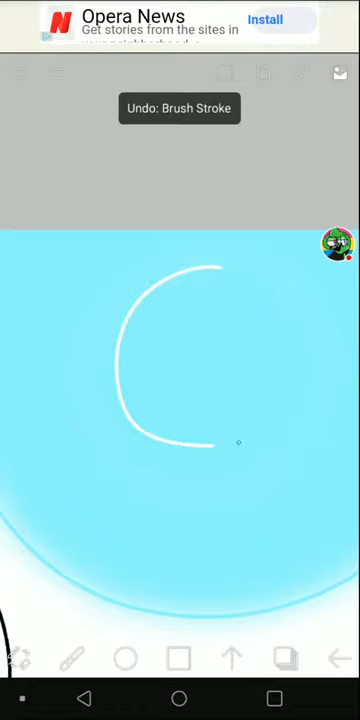 Opera News
Install
Get stories from the sites in
Undo: Brush Stroke